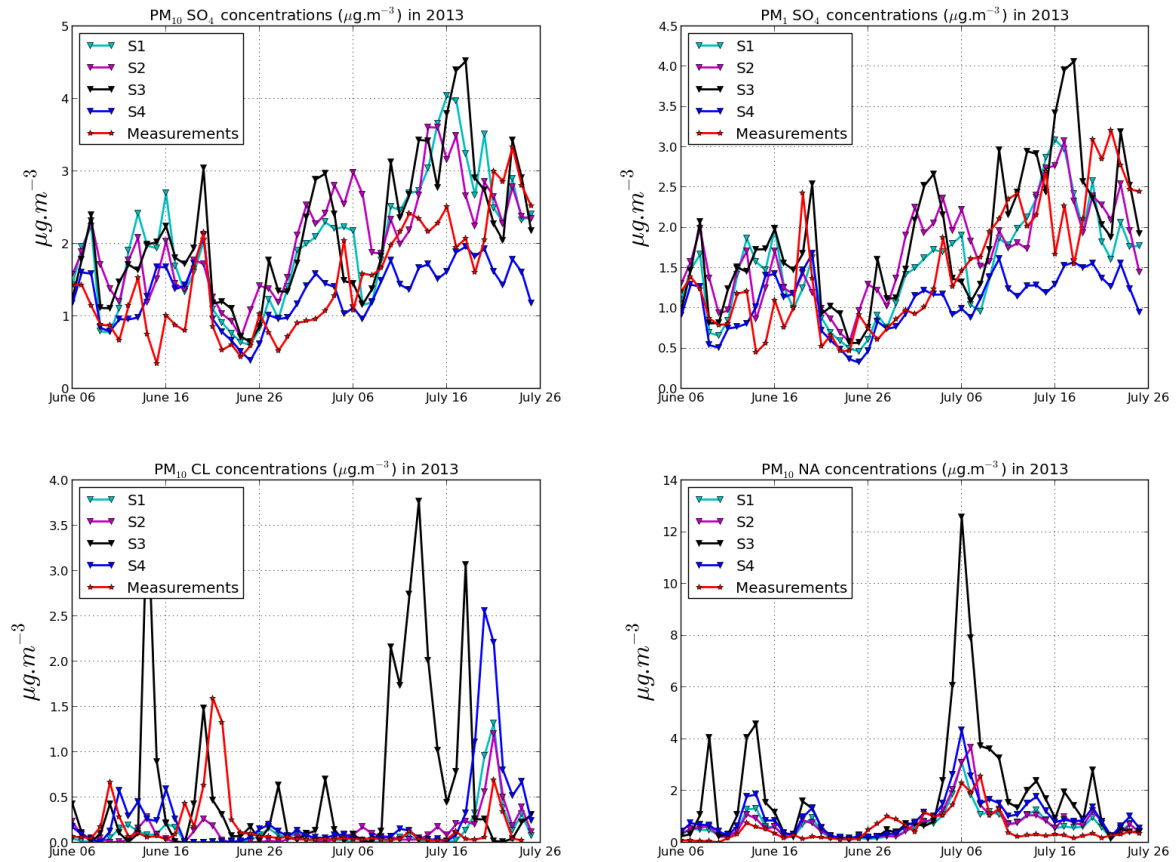 PM₁₀ SO₄ concentrations (μg.m⁻³) in 2013
μg.m⁻³
5
4
3
2
1
0
S1
S2
S3
S4
Measurements
June 06 June 16 June 26 July 06 July 16 July 26
PM₁ SO₄ concentrations (μg.m⁻³) in 2013
μg.m⁻³
4.5
4.0
3.5
3.0
2.5
2.0
1.5
1.0
0.5
0.0
S1
S2
S3
S4
Measurements
June 06 June 16 June 26 July 06 July 16 July 26
PM₁₀ CL concentrations (μg.m⁻³) in 2013
μg.m⁻³
4.0
3.5
3.0
2.5
2.0
1.5
1.0
0.5
0.0
S1
S2
S3
S4
Measurements
June 06 June 16 June 26 July 06 July 16 July 26
PM₁₀ NA concentrations (μg.m⁻³) in 2013
μg.m⁻³
14
12
10
8
6
4
2
0
S1
S2
S3
S4
Measurements
June 06 June 16 June 26 July 06 July 16 July 26